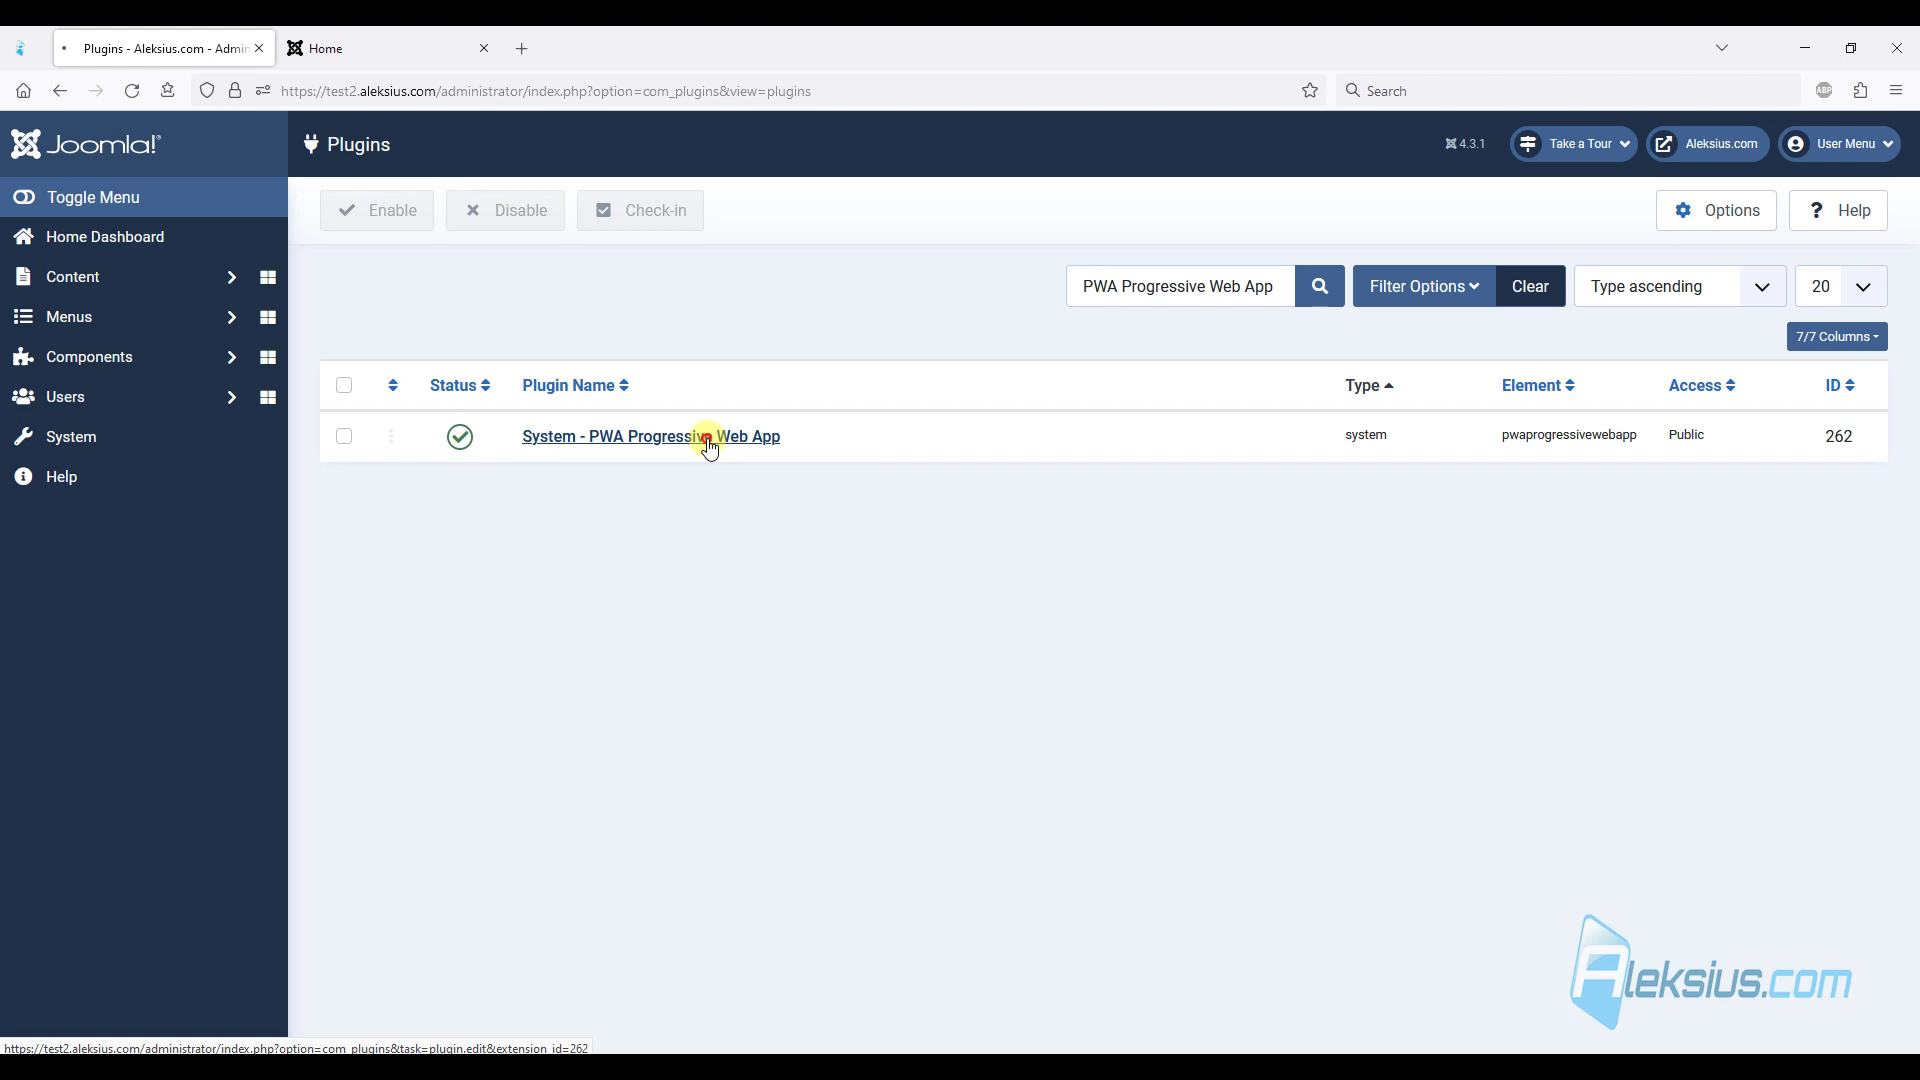 Plugins - Aleksius.com - Admin
Home
https://test2.aleksius.com/administrator/index.php?option=com_plugins&view=plugins
Search
ABP
Joomla!
Plugins
4.3.1
Take a Tour
Aleksius.com
User Menu
Toggle Menu
Enable
Disable
Check-in
Options
Help
Home Dashboard
Content
Menus
Components
Users
System
Help
PWA Progressive Web App
Filter Options
Clear
Type ascending
20
7/7 Columns
Status
Plugin Name
Type
Element
Access
ID
System - PWA Progressive Web App
system
pwaprogressivewebapp
Public
262
Aleksius.com
https://test2.aleksius.com/administrator/index.php?option=com_plugins&task=plugin.edit&extension_id=262